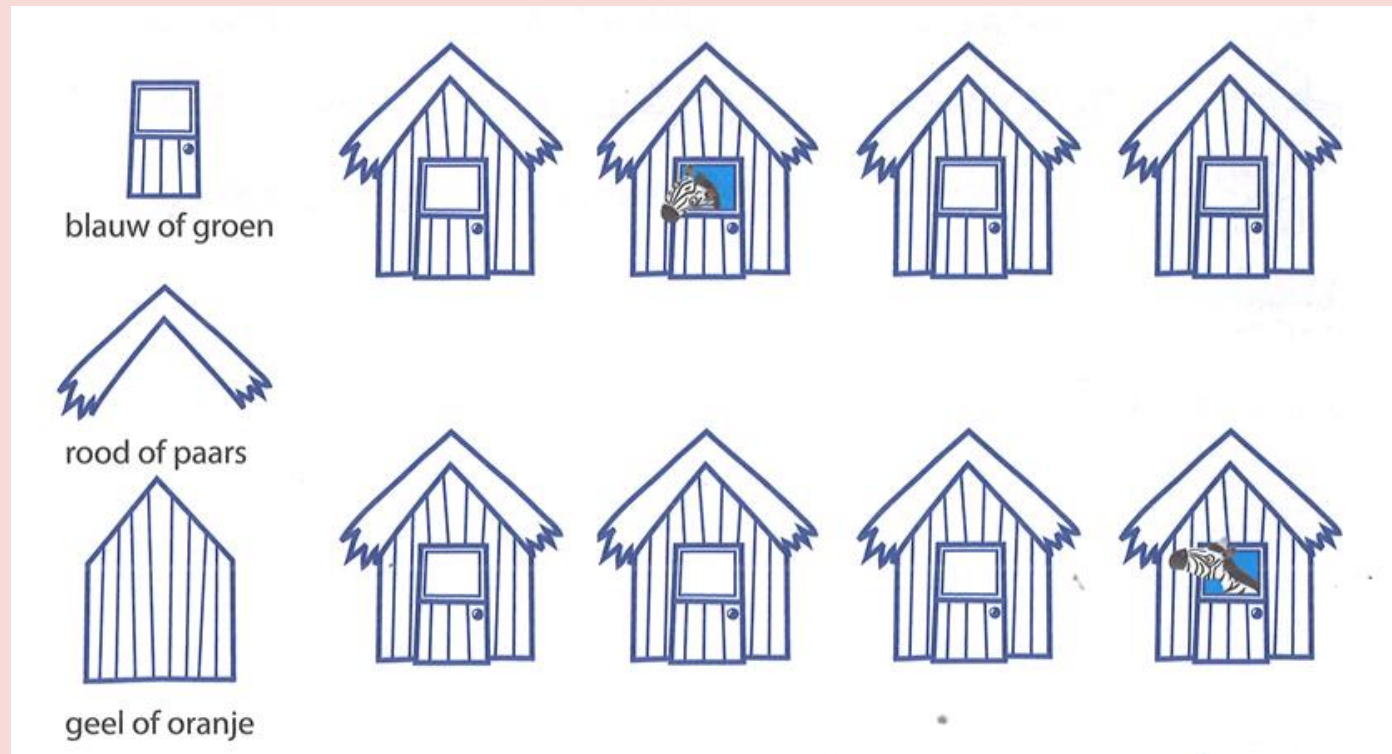 blauw of groen
rood of paars
geel of oranje